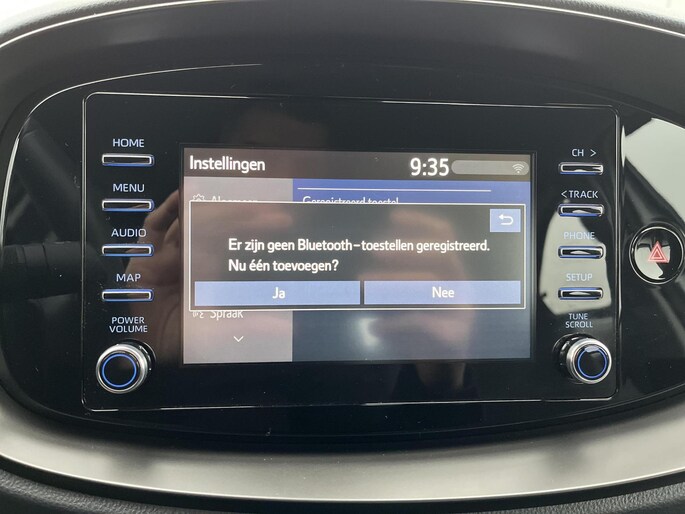 HOME
MENU
AUDIO
MAP
POWER
VOLUME
Instellingen 9:35
Algemeen
Geregistreerd toestel
Er zijn geen Bluetooth-toestellen geregistreerd.
Nu één toevoegen?
Ja Nee
Spraak
CH >
< TRACK
PHONE
SETUP
TUNE
SCROLL